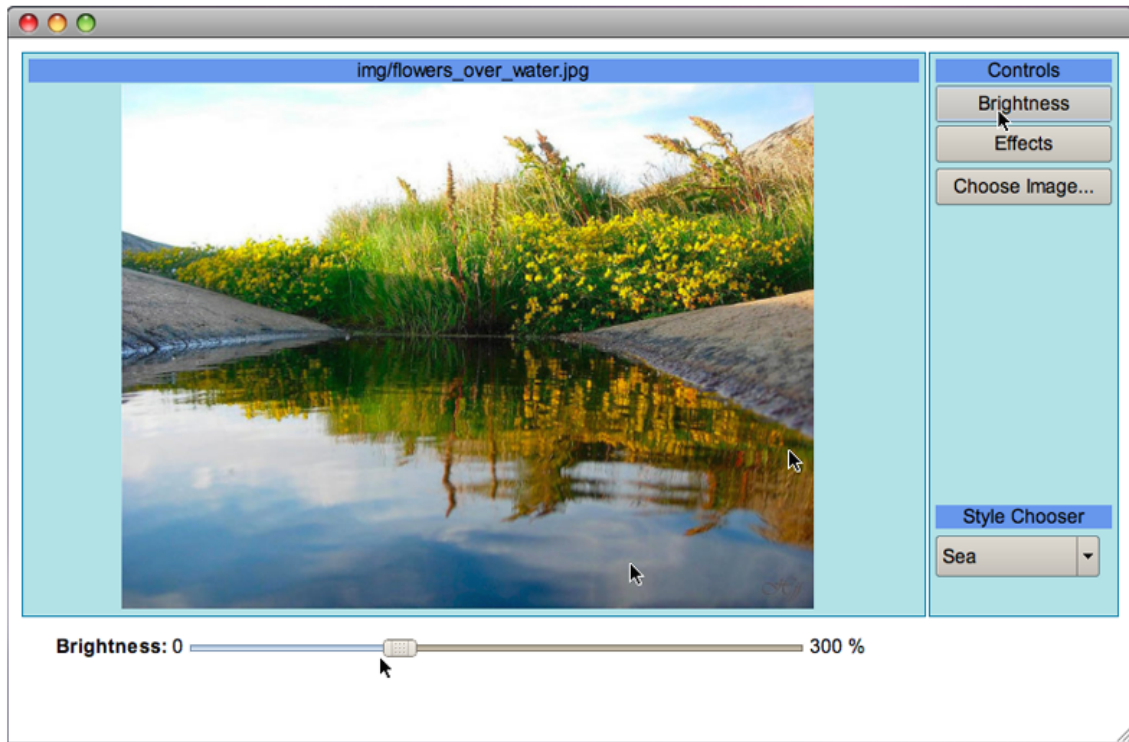 img/flowers_over_water.jpg
Controls
Brightness
Effects
Choose Image...
Style Chooser
Sea
Brightness: 0 300 %